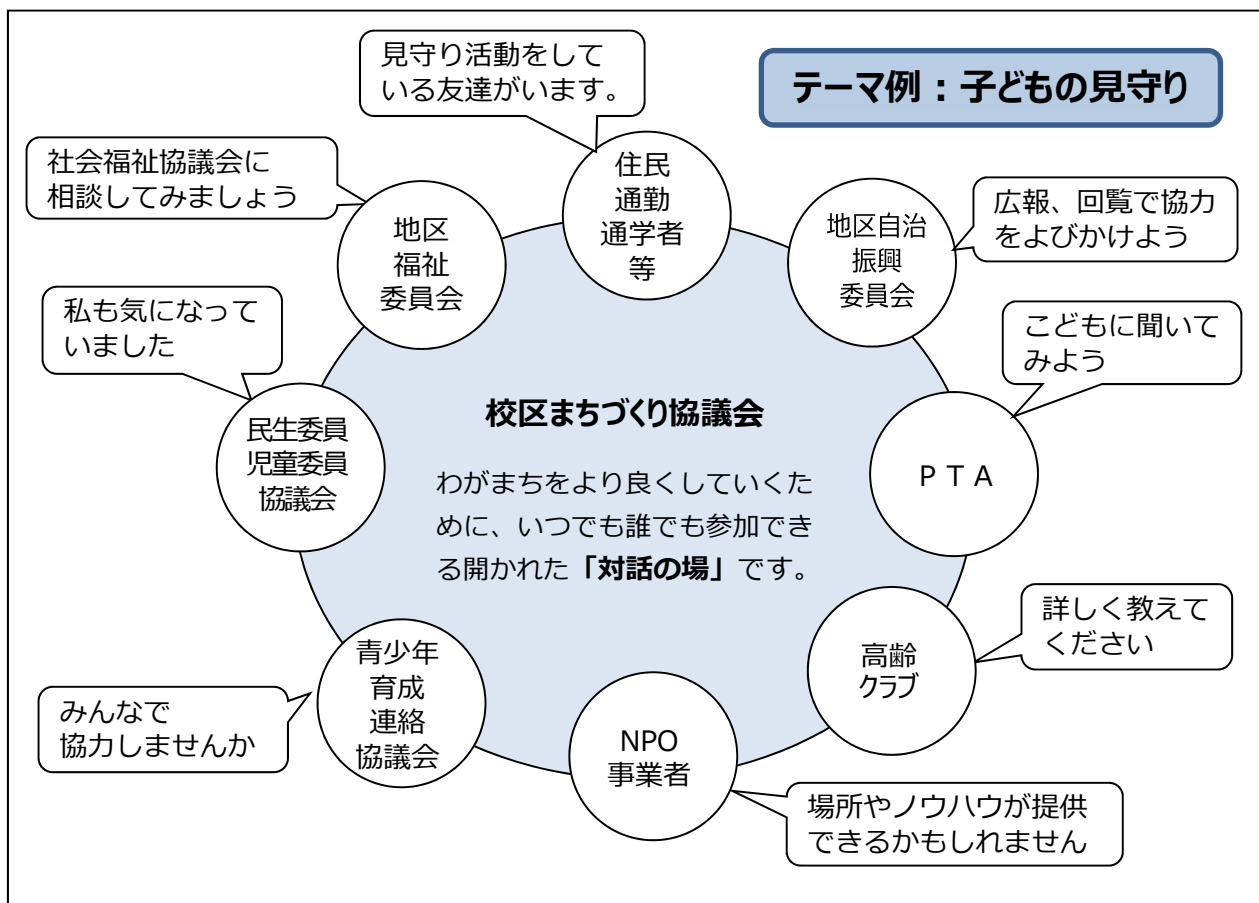 テーマ例：子どもの見守り
見守り活動をして
いる友達がいます。
住民
通勤
通学者
等
社会福祉協議会に
相談してみましょう
地区
福祉
委員会
広報、回覧で協力
をよびかけよう
地区自治
振興
委員会
私も気になって
いました
民生委員
児童委員
協議会
こどもに聞いて
みよう
ＰＴＡ
校区まちづくり協議会
わがまちをより良くしていくた
めに、いつでも誰でも参加でき
る開かれた「対話の場」です。
詳しく教えて
ください
高齢
クラブ
みんなで
協力しませんか
青少年
育成
連絡
協議会
NPO
事業者
場所やノウハウが提供
できるかもしれません